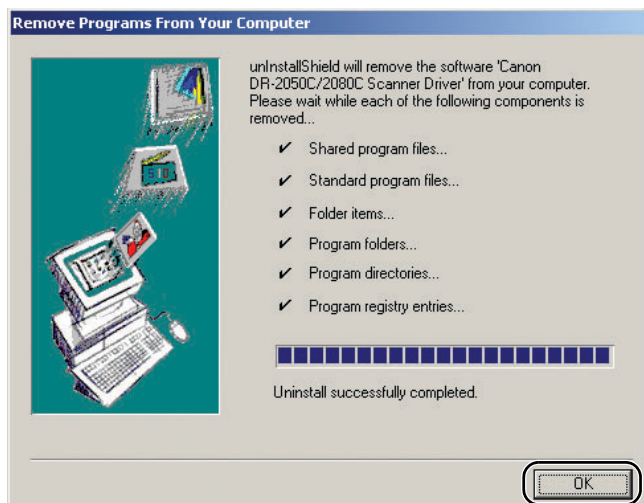 Remove Programs From Your Computer
unInstallShield will remove the software 'Canon
DR-2050C/2080C Scanner Driver' from your computer.
Please wait while each of the following components is
removed...
✔ Shared program files...
✔ Standard program files...
✔ Folder items...
✔ Program folders...
✔ Program directories...
✔ Program registry entries...
Uninstall successfully completed.
OK